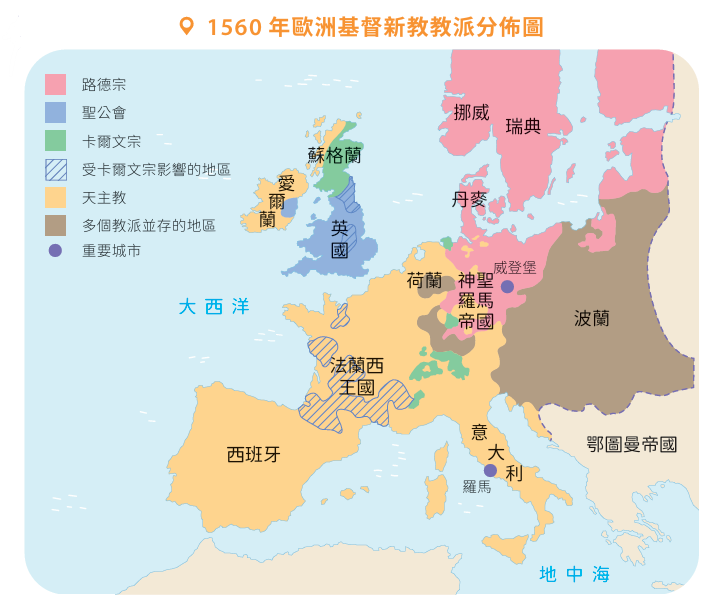 1560 年歐洲基督新教教派分佈圖
路德宗
聖公會
卡爾文宗
受卡爾文宗影響的地區
天主教
多個教派並存的地區
重要城市
挪威
瑞典
蘇格蘭
愛
爾
蘭
丹麥
英
國
荷蘭
神聖
羅馬
帝國
威登堡
大西洋
波蘭
法蘭西
王國
西班牙
意
大
利
羅馬
鄂圖曼帝國
地中海